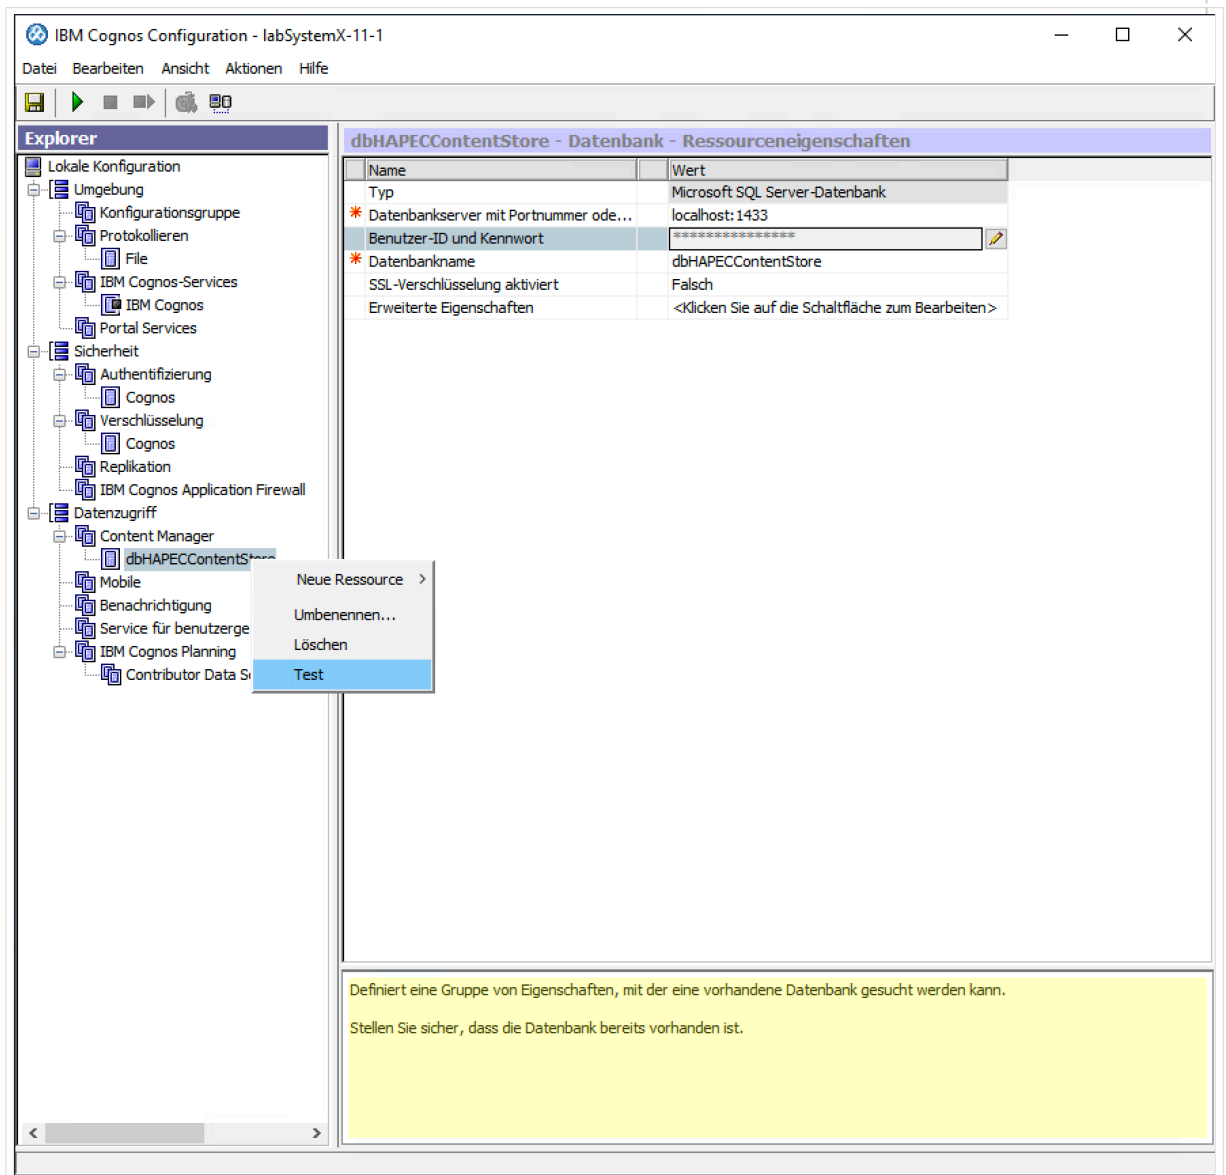 IBM Cognos Configuration - labSystemX-11-1
Datei Bearbeiten Ansicht Aktionen Hilfe
Explorer
Lokale Konfiguration
Umgebung
Konfigurationsgruppe
Protokollieren
File
IBM Cognos-Services
IBM Cognos
Portal Services
Sicherheit
Authentifizierung
Cognos
Verschlüsselung
Cognos
Replikation
IBM Cognos Application Firewall
Datenzugriff
Content Manager
dbHAPECContentStore
Mobile
Benachrichtigung
Service für benutzerge
IBM Cognos Planning
Contributor Data S
Neue Ressource
Umbenennen...
Löschen
Test
dbHAPECContentStore - Datenbank - Ressourceneigenschaften
Name Wert
Typ Microsoft SQL Server-Datenbank
* Datenbankserver mit Portnummer ode... localhost:1433
Benutzer-ID und Kennwort ***************
* Datenbankname dbHAPECContentStore
SSL-Verschlüsselung aktiviert Falsch
Erweiterte Eigenschaften <Klicken Sie auf die Schaltfläche zum Bearbeiten>
Definiert eine Gruppe von Eigenschaften, mit der eine vorhandene Datenbank gesucht werden kann.
Stellen Sie sicher, dass die Datenbank bereits vorhanden ist.